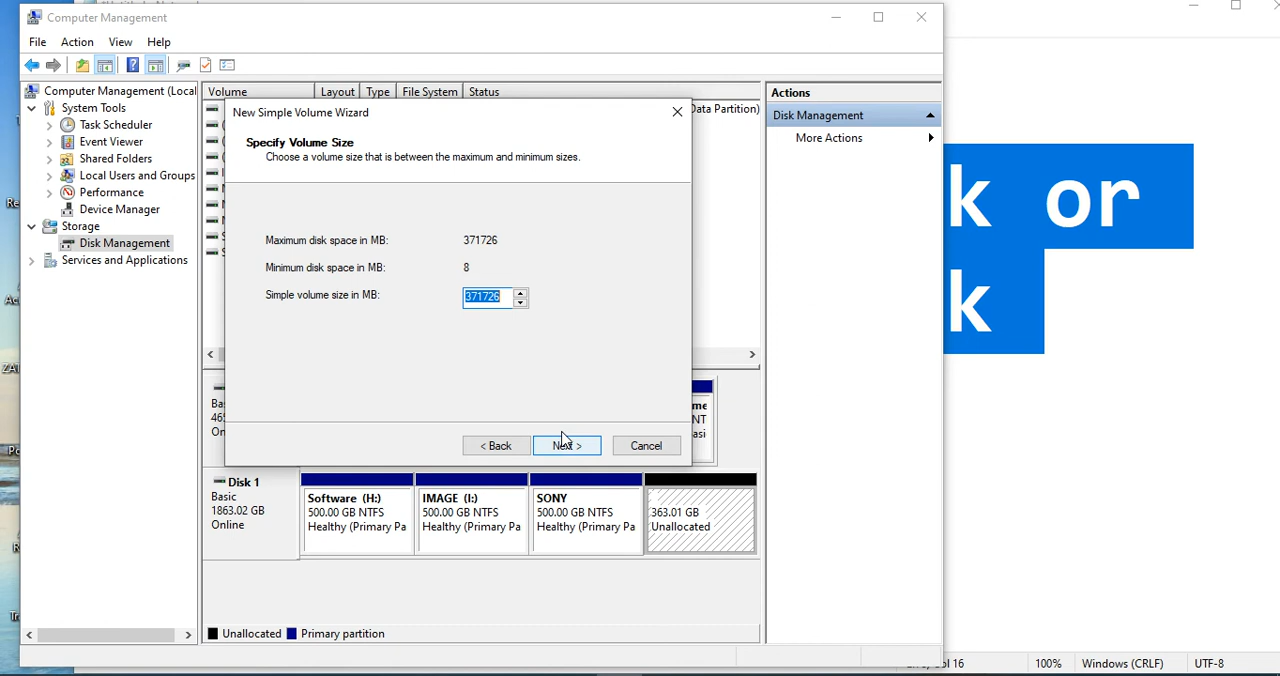 Computer Management
File Action View Help
Computer Management (Local
System Tools
Task Scheduler
Event Viewer
Shared Folders
Local Users and Groups
Performance
Device Manager
Storage
Disk Management
Services and Applications
Volume Layout Type File System Status
Data Partition)
New Simple Volume Wizard
Specify Volume Size
Choose a volume size that is between the maximum and minimum sizes.
Maximum disk space in MB: 371726
Minimum disk space in MB: 8
Simple volume size in MB: 371726
< Back Next > Cancel
Actions
Disk Management
More Actions
k or
k
Disk 1
Basic
1863.02 GB
Online
Software (H:)
500.00 GB NTFS
Healthy (Primary Pa
IMAGE (I:)
500.00 GB NTFS
Healthy (Primary Pa
SONY
500.00 GB NTFS
Healthy (Primary Pa
363.01 GB
Unallocated
Unallocated Primary partition
100% Windows (CRLF) UTF-8